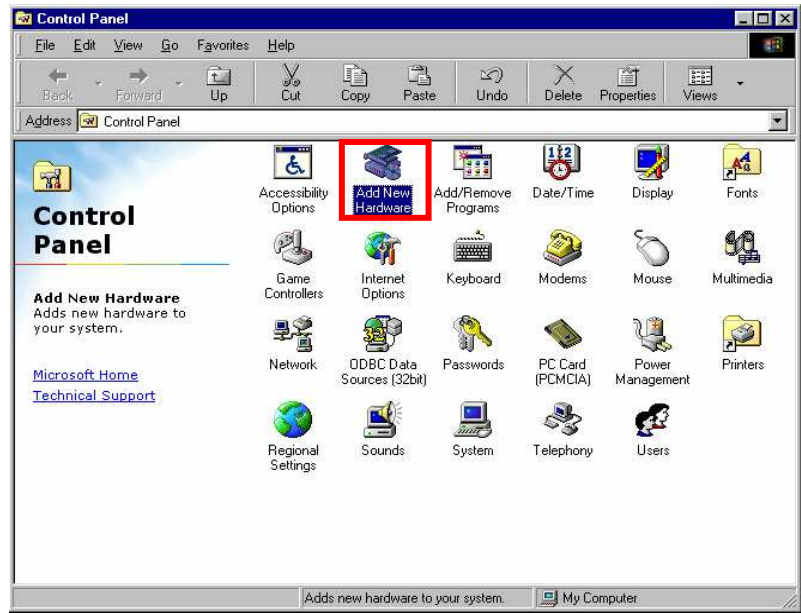 Control Panel
File Edit View Go Favorites Help
Back Forward Up Cut Copy Paste Undo Delete Properties Views
Address Control Panel
Control
Panel
Add New Hardware
Adds new hardware to
your system.
Microsoft Home
Technical Support
Accessibility
Options
Add New
Hardware
Add/Remove
Programs
Date/Time
Display
Fonts
Game
Controllers
Internet
Options
Keyboard
Modems
Mouse
Multimedia
Network
ODBC Data
Sources (32bit)
Passwords
PC Card
(PCMCIA)
Power
Management
Printers
Regional
Settings
Sounds
System
Telephony
Users
Adds new hardware to your system. My Computer